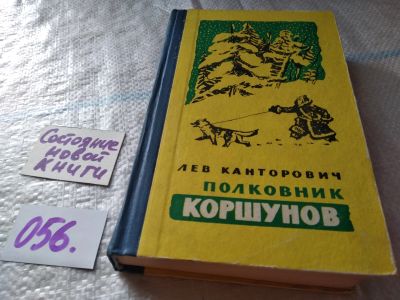 Состояние
новой
книги
056.
ЛЕВ КАНТОРОВИЧ
ПОЛКОВНИК
КОРШУНОВ